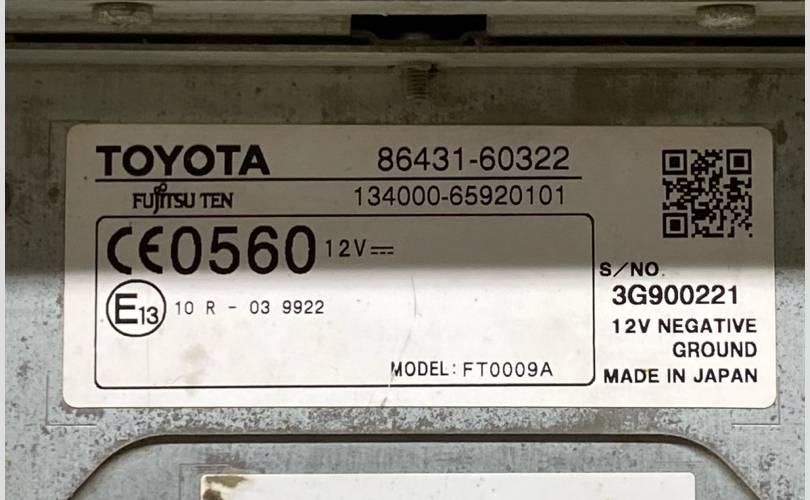 TOYOTA 86431-60322
FUJITSU TEN 134000-65920101
CE0560 12V⎓
E13 10 R - 03 9922
MODEL: FT0009A
S/NO.
3G900221
12V NEGATIVE
GROUND
MADE IN JAPAN